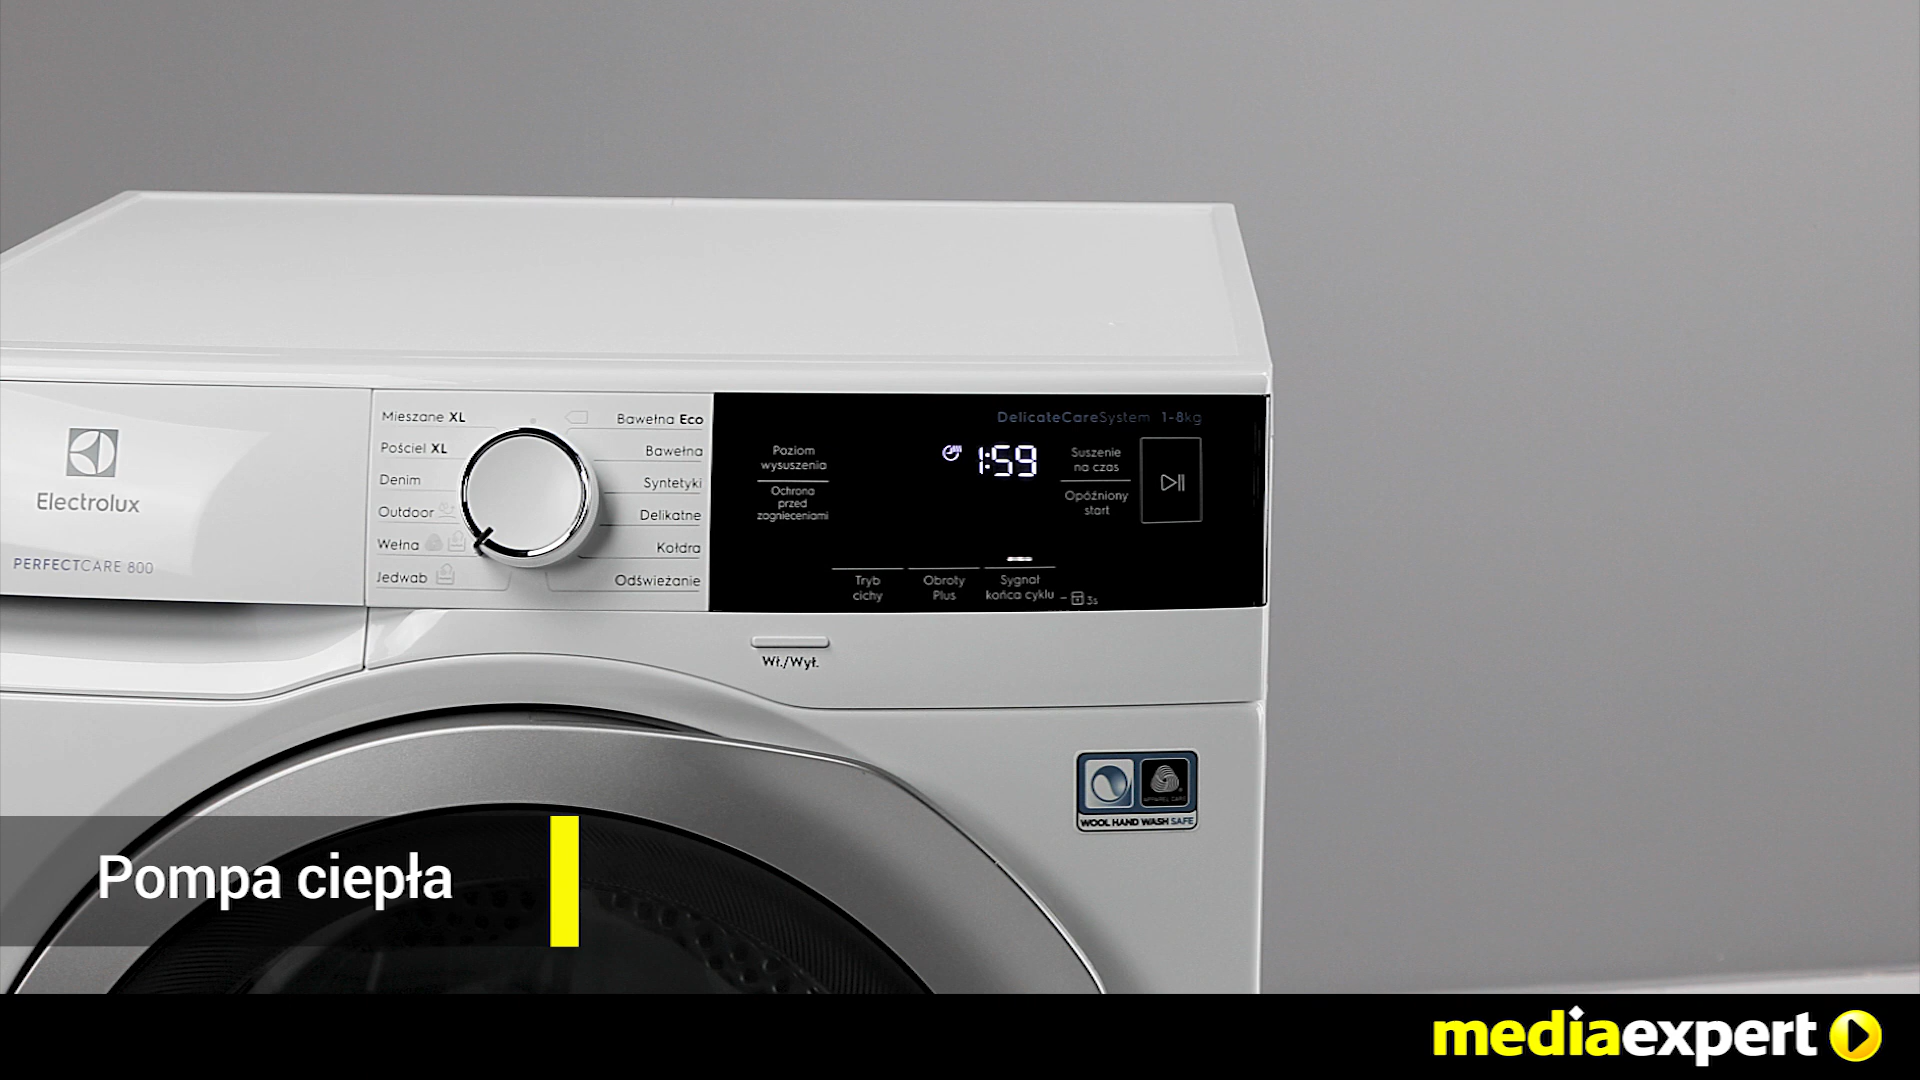 Electrolux
PERFECTCARE 800
Mieszane XL
Pościel XL
Denim
Outdoor
Wełna
Jedwab
Bawełna Eco
Bawełna
Syntetyki
Delikatne
Kołdra
Odświeżanie
DelicateCareSystem 1-8kg
Poziom
wysuszenia
Ochrona
przed
zagnieceniami
1:59
Suszenie
na czas
Opóźniony
start
Tryb
cichy
Obroty
Plus
Sygnał
końca cyklu
3s
Wł./Wył.
APPAREL CARE
WOOL HAND WASH SAFE
Pompa ciepła
mediaexpert